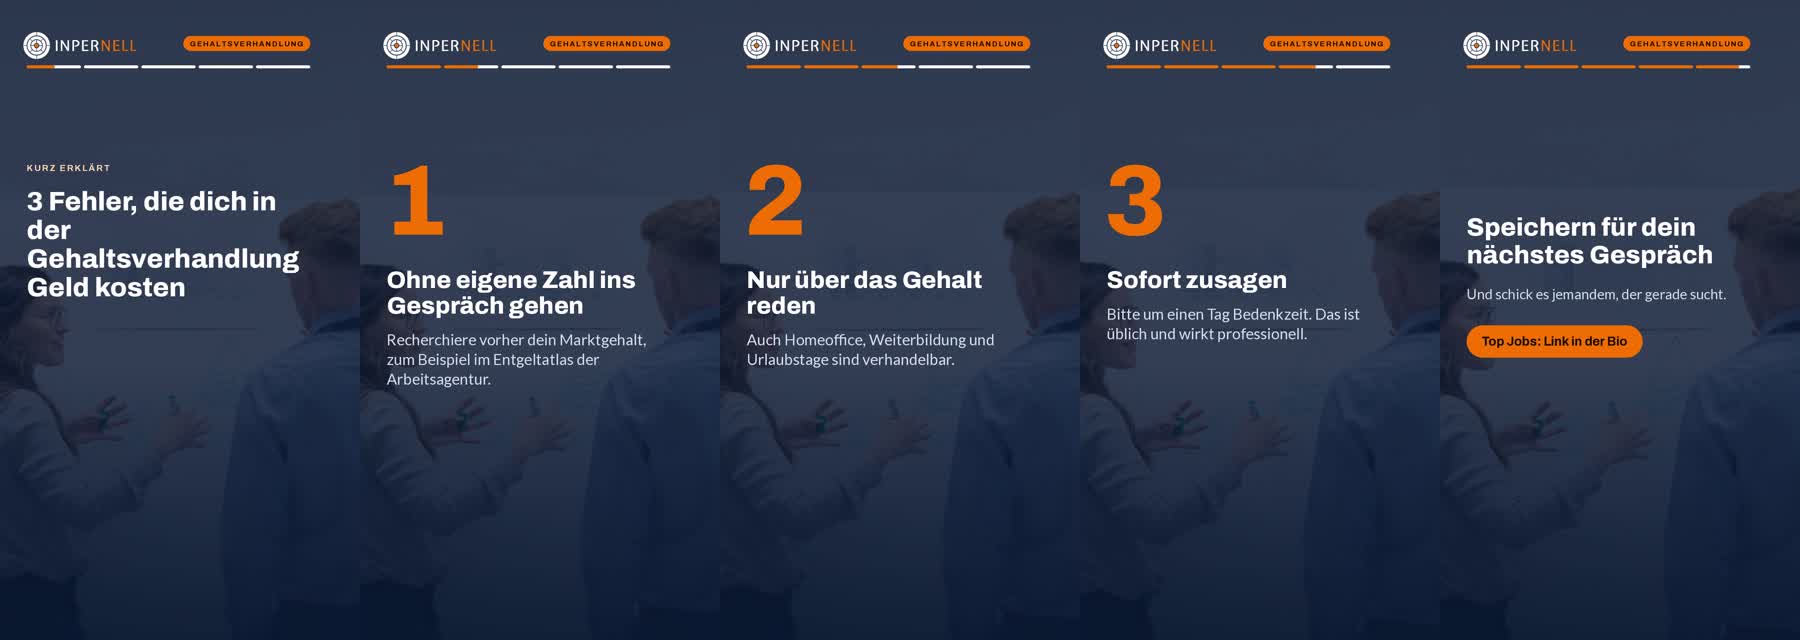 INPERNELL
GEHALTSVERHANDLUNG
KURZ ERKLÄRT
3 Fehler, die dich in
der
Gehaltsverhandlung
Geld kosten
INPERNELL
GEHALTSVERHANDLUNG
1
Ohne eigene Zahl ins
Gespräch gehen
Recherchiere vorher dein Marktgehalt,
zum Beispiel im Entgeltatlas der
Arbeitsagentur.
INPERNELL
GEHALTSVERHANDLUNG
2
Nur über das Gehalt
reden
Auch Homeoffice, Weiterbildung und
Urlaubstage sind verhandelbar.
INPERNELL
GEHALTSVERHANDLUNG
3
Sofort zusagen
Bitte um einen Tag Bedenkzeit. Das ist
üblich und wirkt professionell.
INPERNELL
GEHALTSVERHANDLUNG
Speichern für dein
nächstes Gespräch
Und schick es jemandem, der gerade sucht.
Top Jobs: Link in der Bio